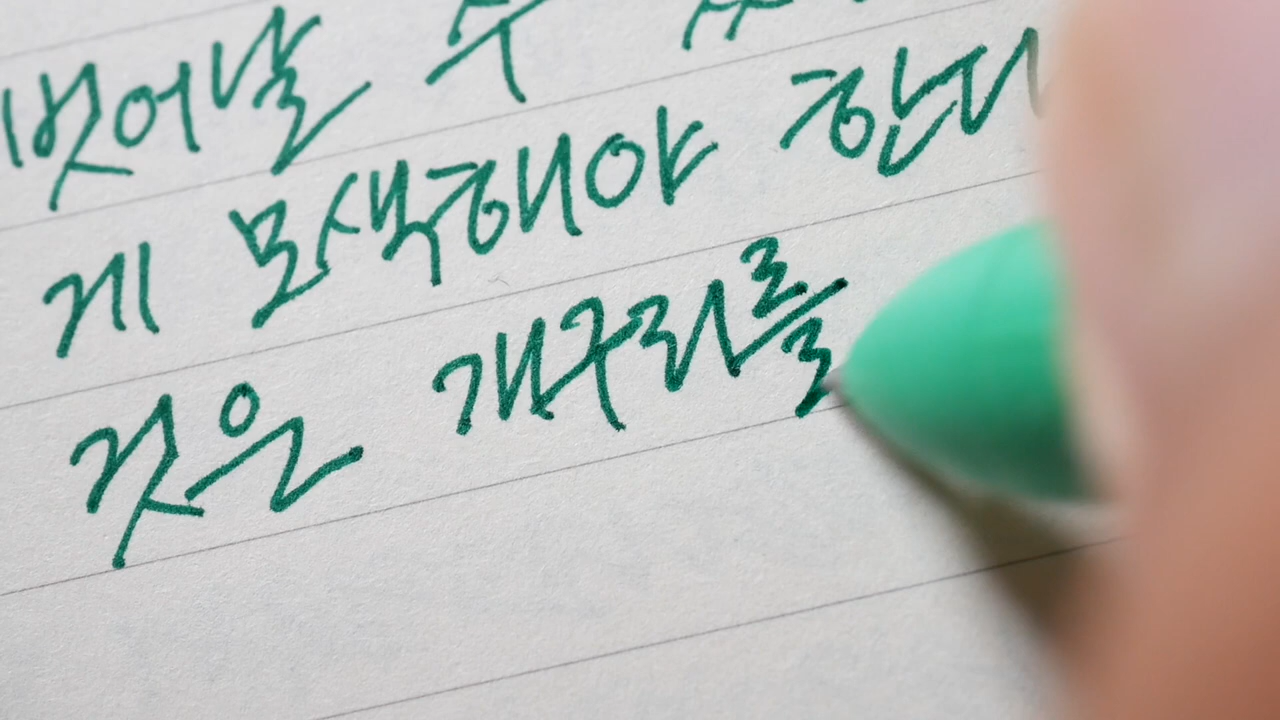 벗어날 수
게 모색해야 한다
것은 개구리를